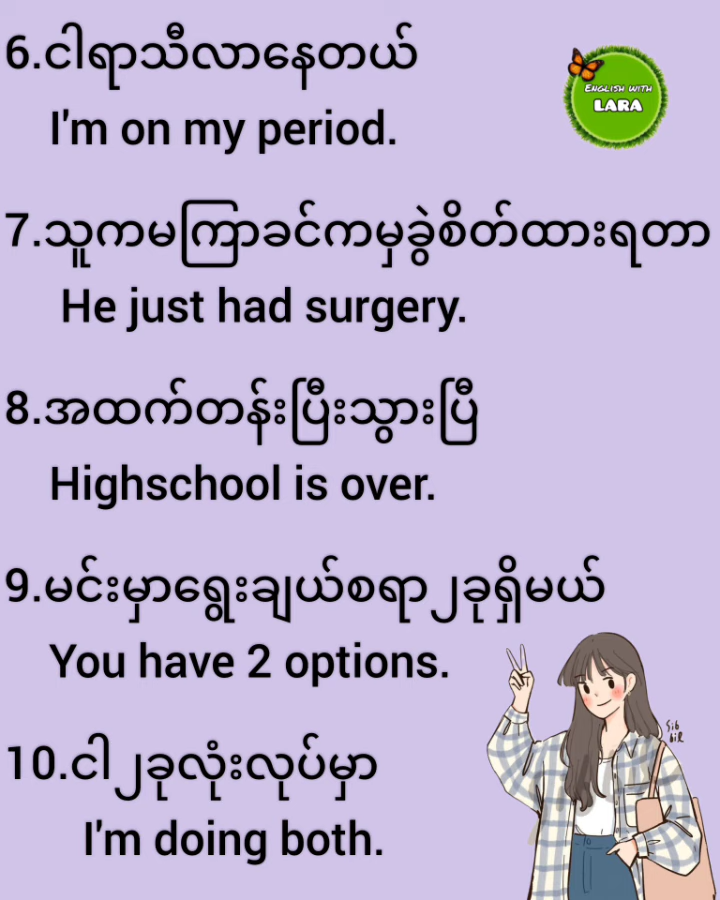 6.ငါရာသီလာနေတယ်
I'm on my period.
ENGLISH WITH
LARA
7.သူကမကြာခင်ကမှခွဲစိတ်ထားရတာ
He just had surgery.
8.အထက်တန်းပြီးသွားပြီ
Highschool is over.
9.မင်းမှာရွေးချယ်စရာ၂ခုရှိမယ်
You have 2 options.
10.ငါ၂ခုလုံးလုပ်မှာ
I'm doing both.